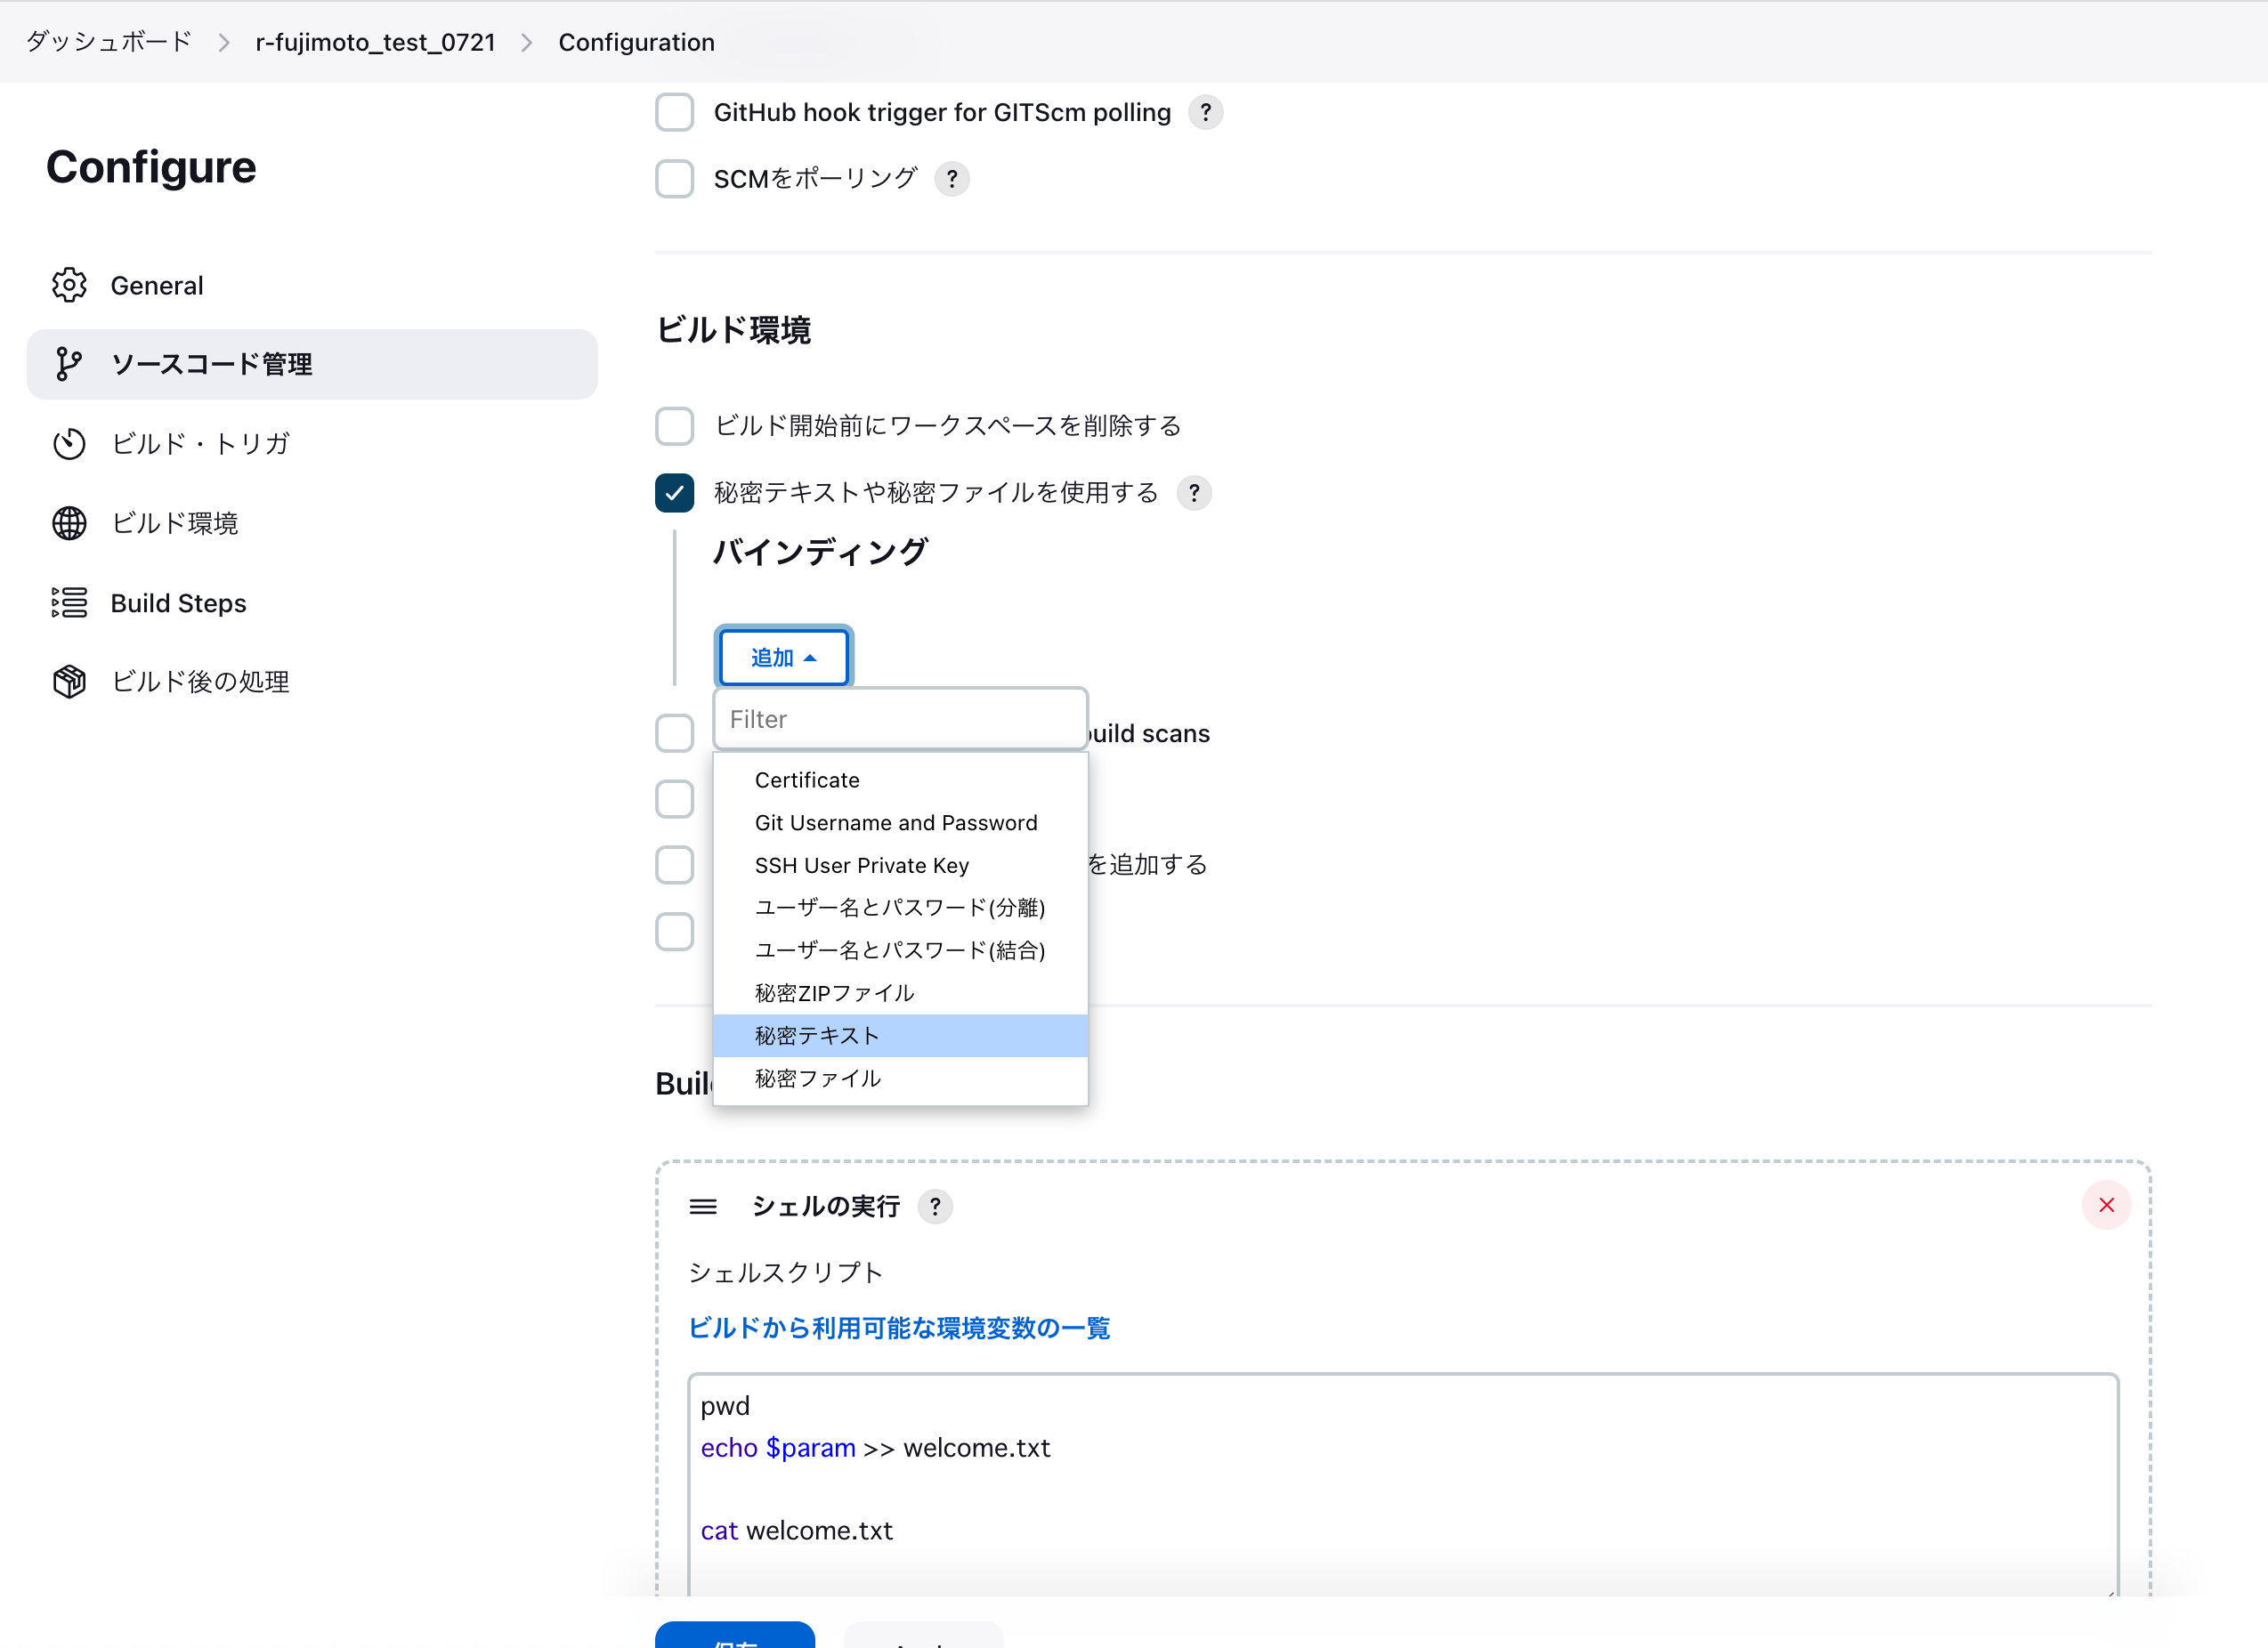 ダッシュボード > r-fujimoto_test_0721 > Configuration
Configure
General
ソースコード管理
ビルド・トリガ
ビルド環境
Build Steps
ビルド後の処理
GitHub hook trigger for GITScm polling ?
SCMをポーリング ?
ビルド環境
ビルド開始前にワークスペースを削除する
秘密テキストや秘密ファイルを使用する ?
バインディング
追加
Filter
uild scans
Certificate
Git Username and Password
SSH User Private Key
を追加する
ユーザー名とパスワード(分離)
ユーザー名とパスワード(結合)
秘密ZIPファイル
秘密テキスト
秘密ファイル
Buil
シェルの実行 ?
シェルスクリプト
ビルドから利用可能な環境変数の一覧
pwd
echo $param >> welcome.txt
cat welcome.txt
保存